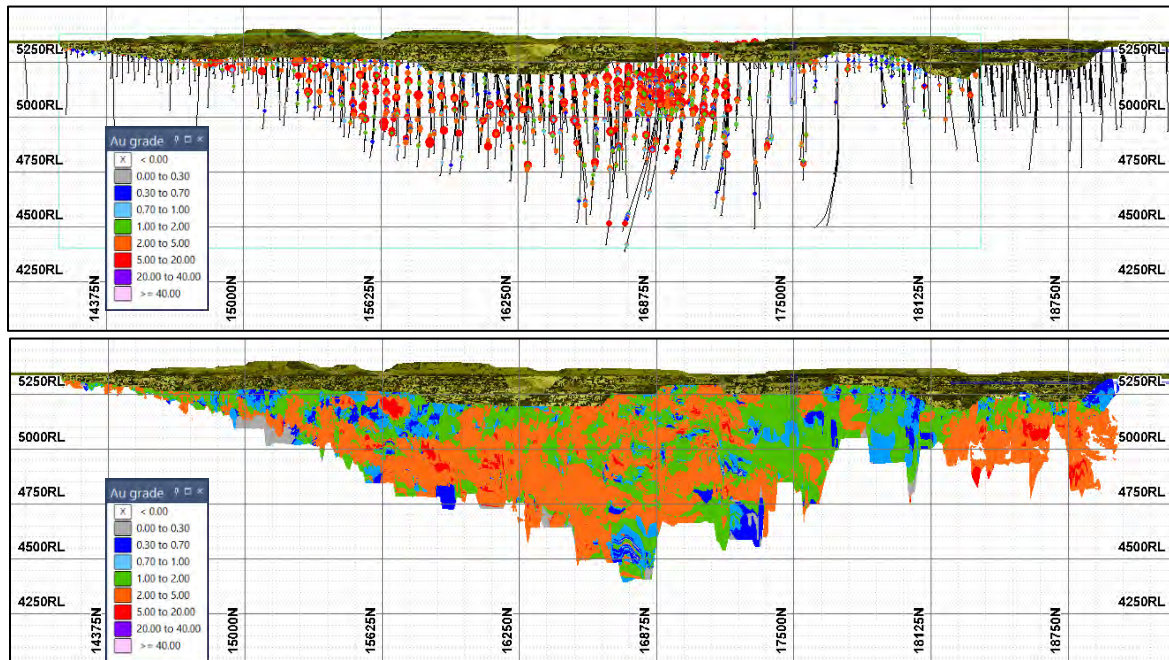 5250RL 5250RL
5000RL 5000RL
Au grade
X < 0.00
0.00 to 0.30
0.30 to 0.70
0.70 to 1.00
1.00 to 2.00
2.00 to 5.00
5.00 to 20.00
20.00 to 40.00
>= 40.00
4750RL 4750RL
4500RL 4500RL
4250RL 4250RL
14375N 15000N 15625N 16250N 16875N 17500N 18125N 18750N
5250RL 5250RL
5000RL 5000RL
4750RL 4750RL
Au grade
X < 0.00
0.00 to 0.30
0.30 to 0.70
0.70 to 1.00
1.00 to 2.00
2.00 to 5.00
5.00 to 20.00
20.00 to 40.00
>= 40.00
4500RL 4500RL
4250RL 4250RL
14375N 15000N 15625N 16250N 16875N 17500N 18125N 18750N